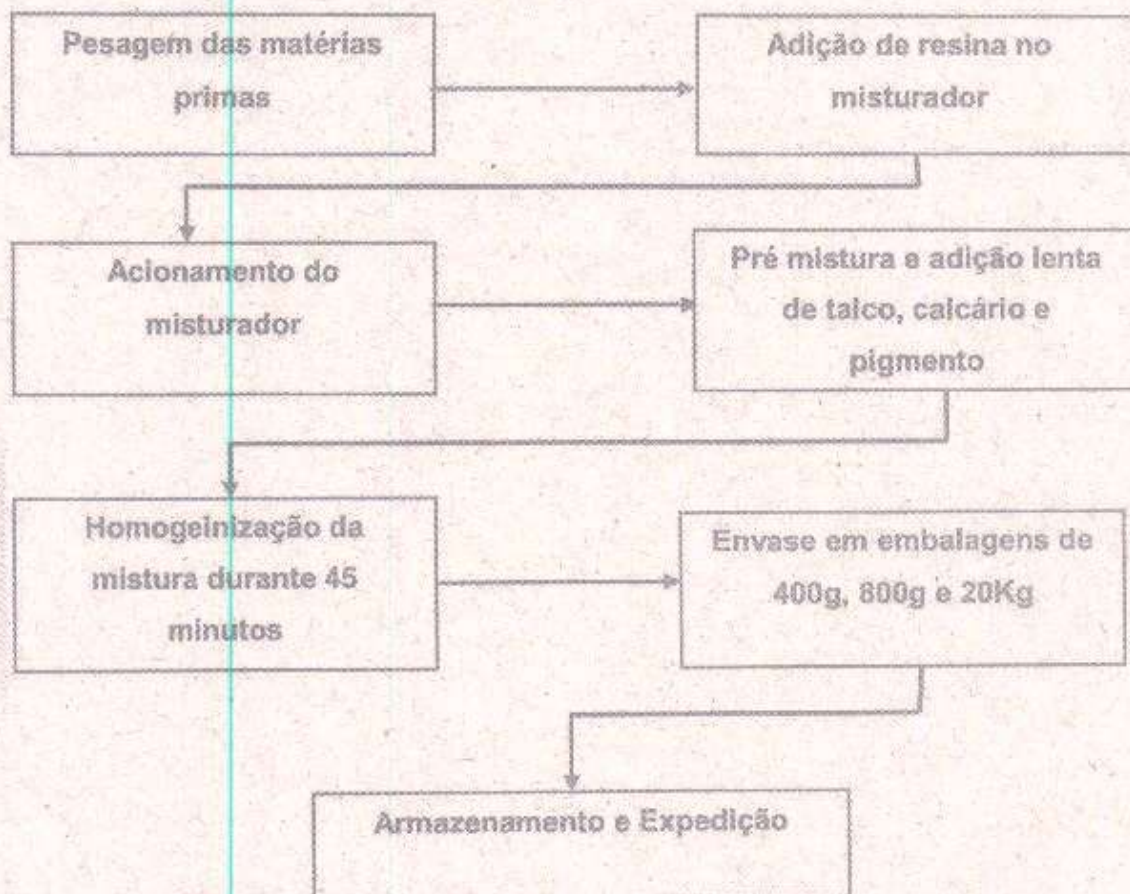 Pesagem das matérias
primas
Adição de resina no
misturador
Acionamento do
misturador
Pré mistura e adição lenta
de talco, calcário e
pigmento
Homogeinização da
mistura durante 45
minutos
Envase em embalagens de
400g, 800g e 20Kg
Armazenamento e Expedição